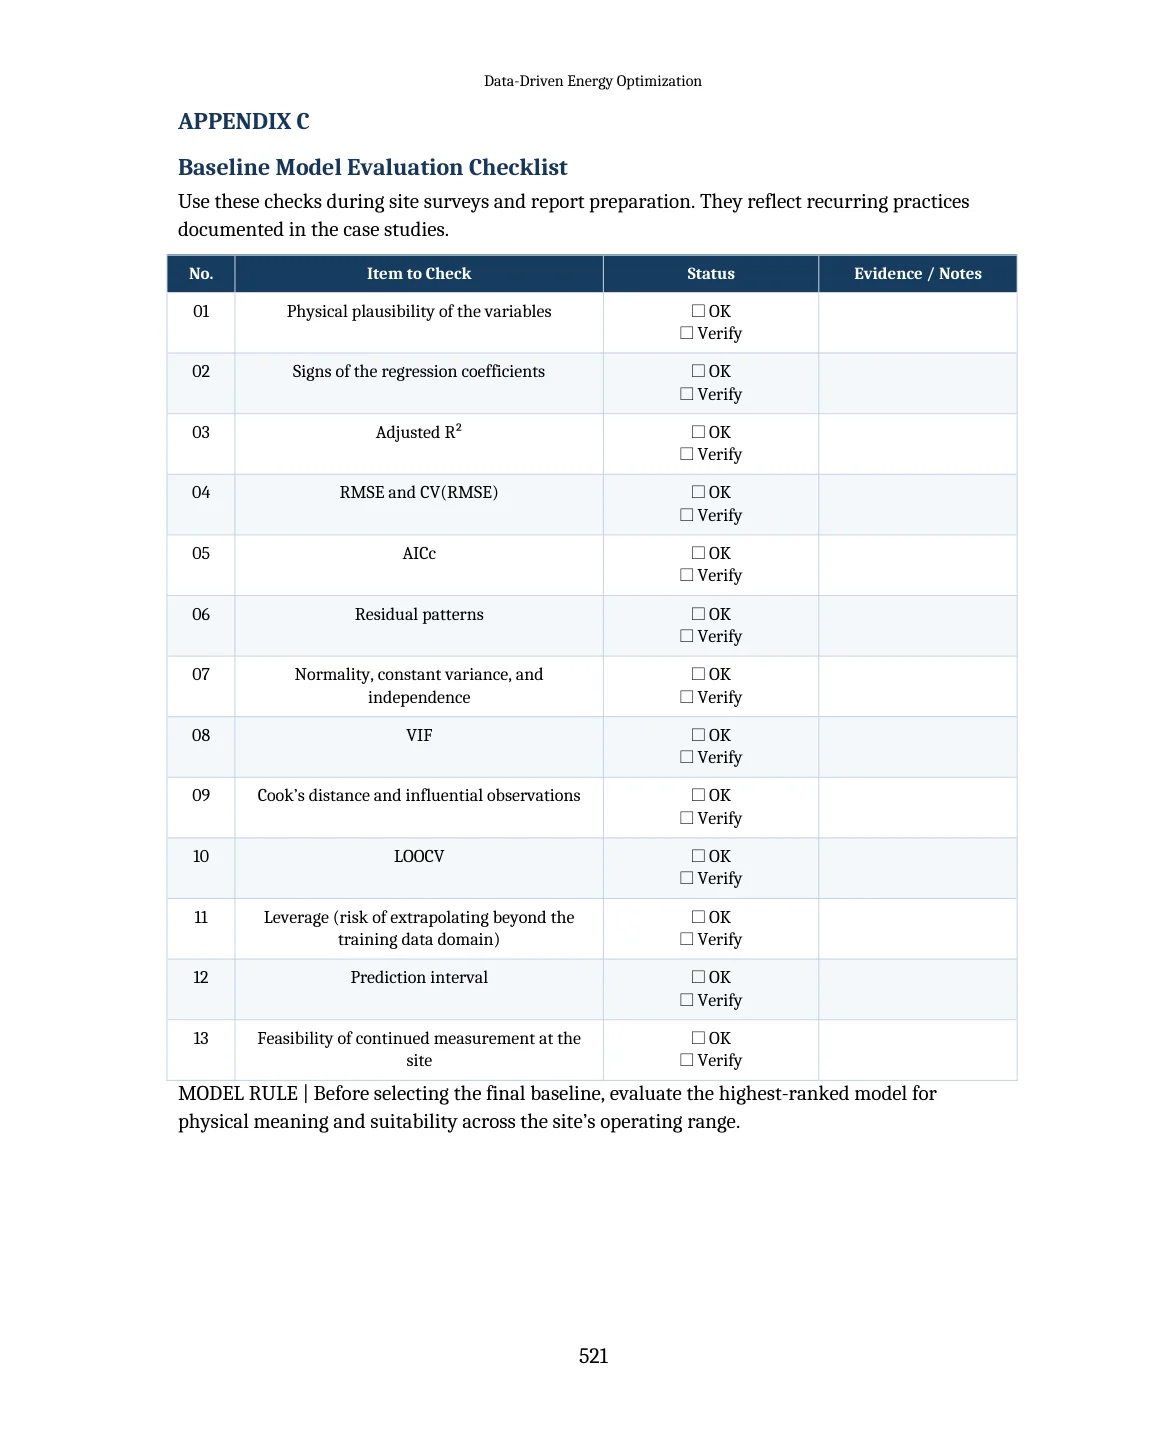 Data-Driven Energy Optimization
APPENDIX C
Baseline Model Evaluation Checklist
Use these checks during site surveys and report preparation. They reflect recurring practices
documented in the case studies.
No. Item to Check Status Evidence / Notes
01 Physical plausibility of the variables ☐ OK
☐ Verify
02 Signs of the regression coefficients ☐ OK
☐ Verify
03 Adjusted R² ☐ OK
☐ Verify
04 RMSE and CV(RMSE) ☐ OK
☐ Verify
05 AICc ☐ OK
☐ Verify
06 Residual patterns ☐ OK
☐ Verify
07 Normality, constant variance, and ☐ OK
independence ☐ Verify
08 VIF ☐ OK
☐ Verify
09 Cook’s distance and influential observations ☐ OK
☐ Verify
10 LOOCV ☐ OK
☐ Verify
11 Leverage (risk of extrapolating beyond the ☐ OK
training data domain) ☐ Verify
12 Prediction interval ☐ OK
☐ Verify
13 Feasibility of continued measurement at the ☐ OK
site ☐ Verify
MODEL RULE | Before selecting the final baseline, evaluate the highest-ranked model for
physical meaning and suitability across the site’s operating range.
521